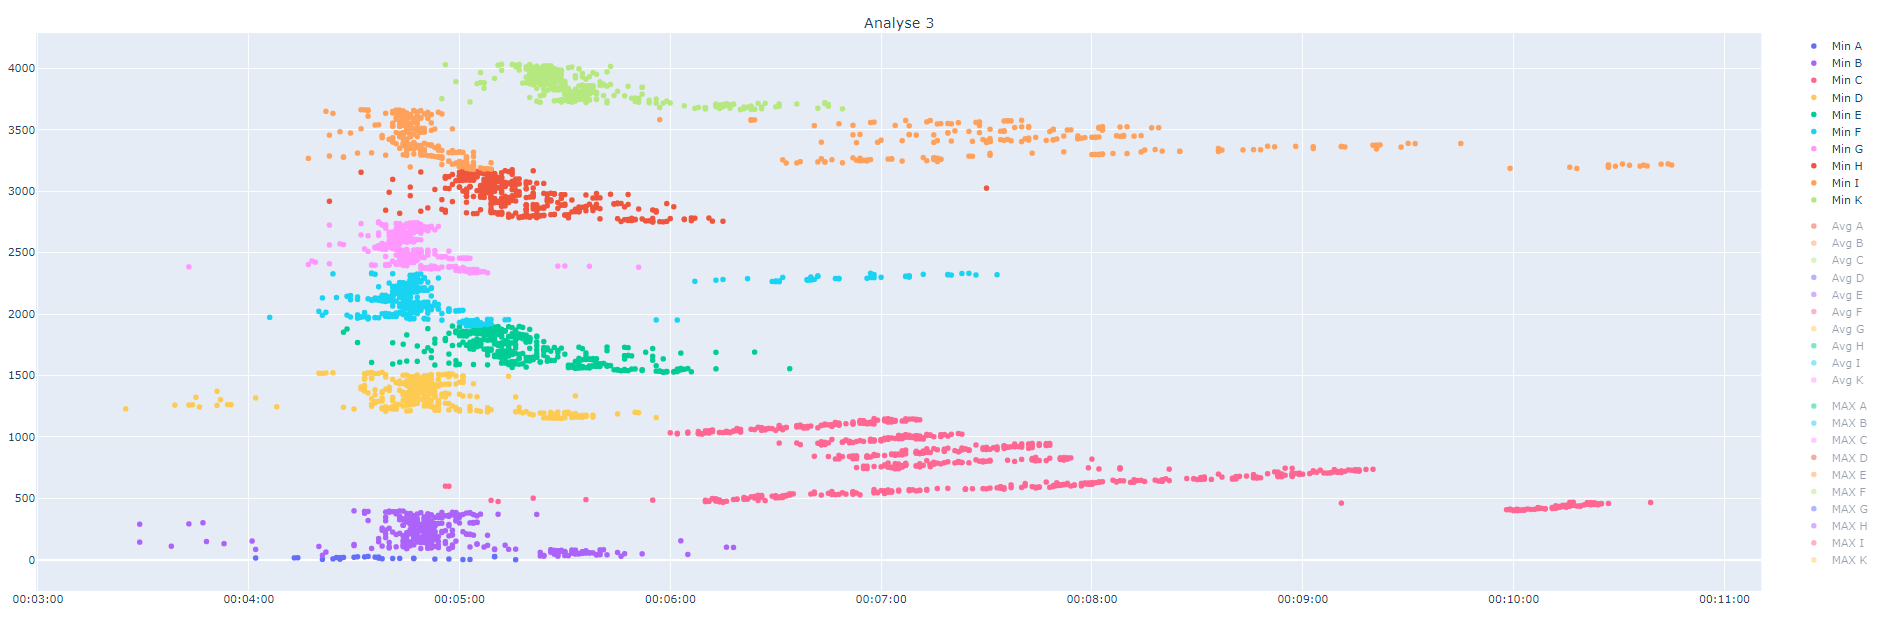 Analyse 3
4000
3500
3000
2500
2000
1500
1000
500
0
00:03:00 00:04:00 00:05:00 00:06:00 00:07:00 00:08:00 00:09:00 00:10:00 00:11:00
Min A
Min B
Min C
Min D
Min E
Min F
Min G
Min H
Min I
Min K
Avg A
Avg B
Avg C
Avg D
Avg E
Avg F
Avg G
Avg H
Avg I
Avg K
MAX A
MAX B
MAX C
MAX D
MAX E
MAX F
MAX G
MAX H
MAX I
MAX K